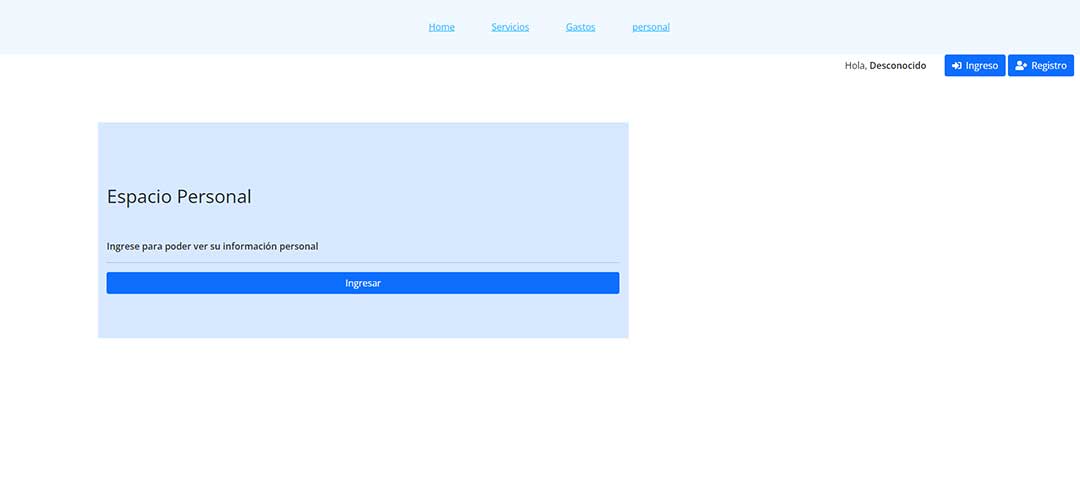 Home Servicios Gastos personal
Hola, Desconocido Ingreso Registro
Espacio Personal
Ingrese para poder ver su información personal
Ingresar